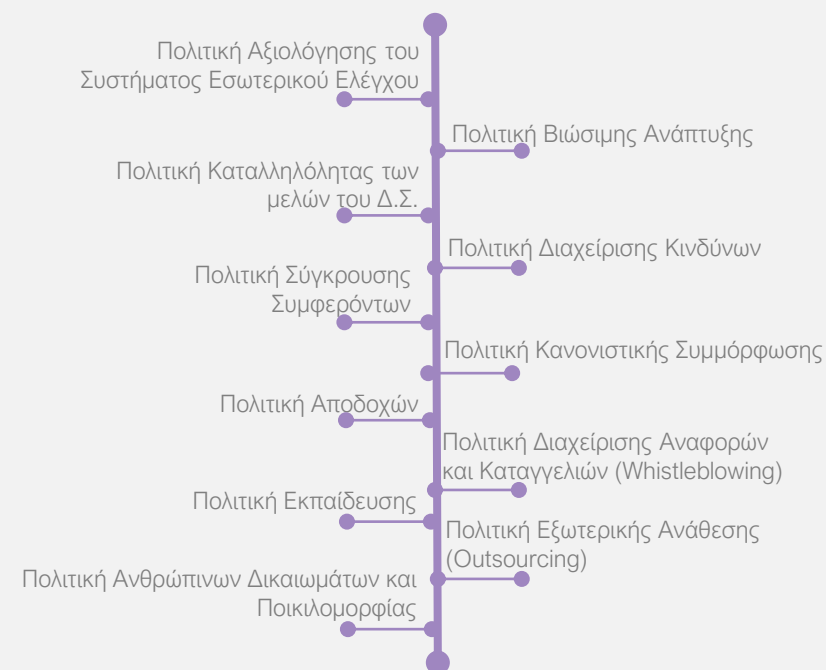 Πολιτική Αξιολόγησης του
Συστήματος Εσωτερικού Ελέγχου
Πολιτική Βιώσιμης Ανάπτυξης
Πολιτική Καταλληλόλητας των
μελών του Δ.Σ.
Πολιτική Διαχείρισης Κινδύνων
Πολιτική Σύγκρουσης
Συμφερόντων
Πολιτική Κανονιστικής Συμμόρφωσης
Πολιτική Αποδοχών
Πολιτική Διαχείρισης Αναφορών
και Καταγγελιών (Whistleblowing)
Πολιτική Εκπαίδευσης
Πολιτική Εξωτερικής Ανάθεσης
(Outsourcing)
Πολιτική Ανθρώπινων Δικαιωμάτων και
Ποικιλομορφίας